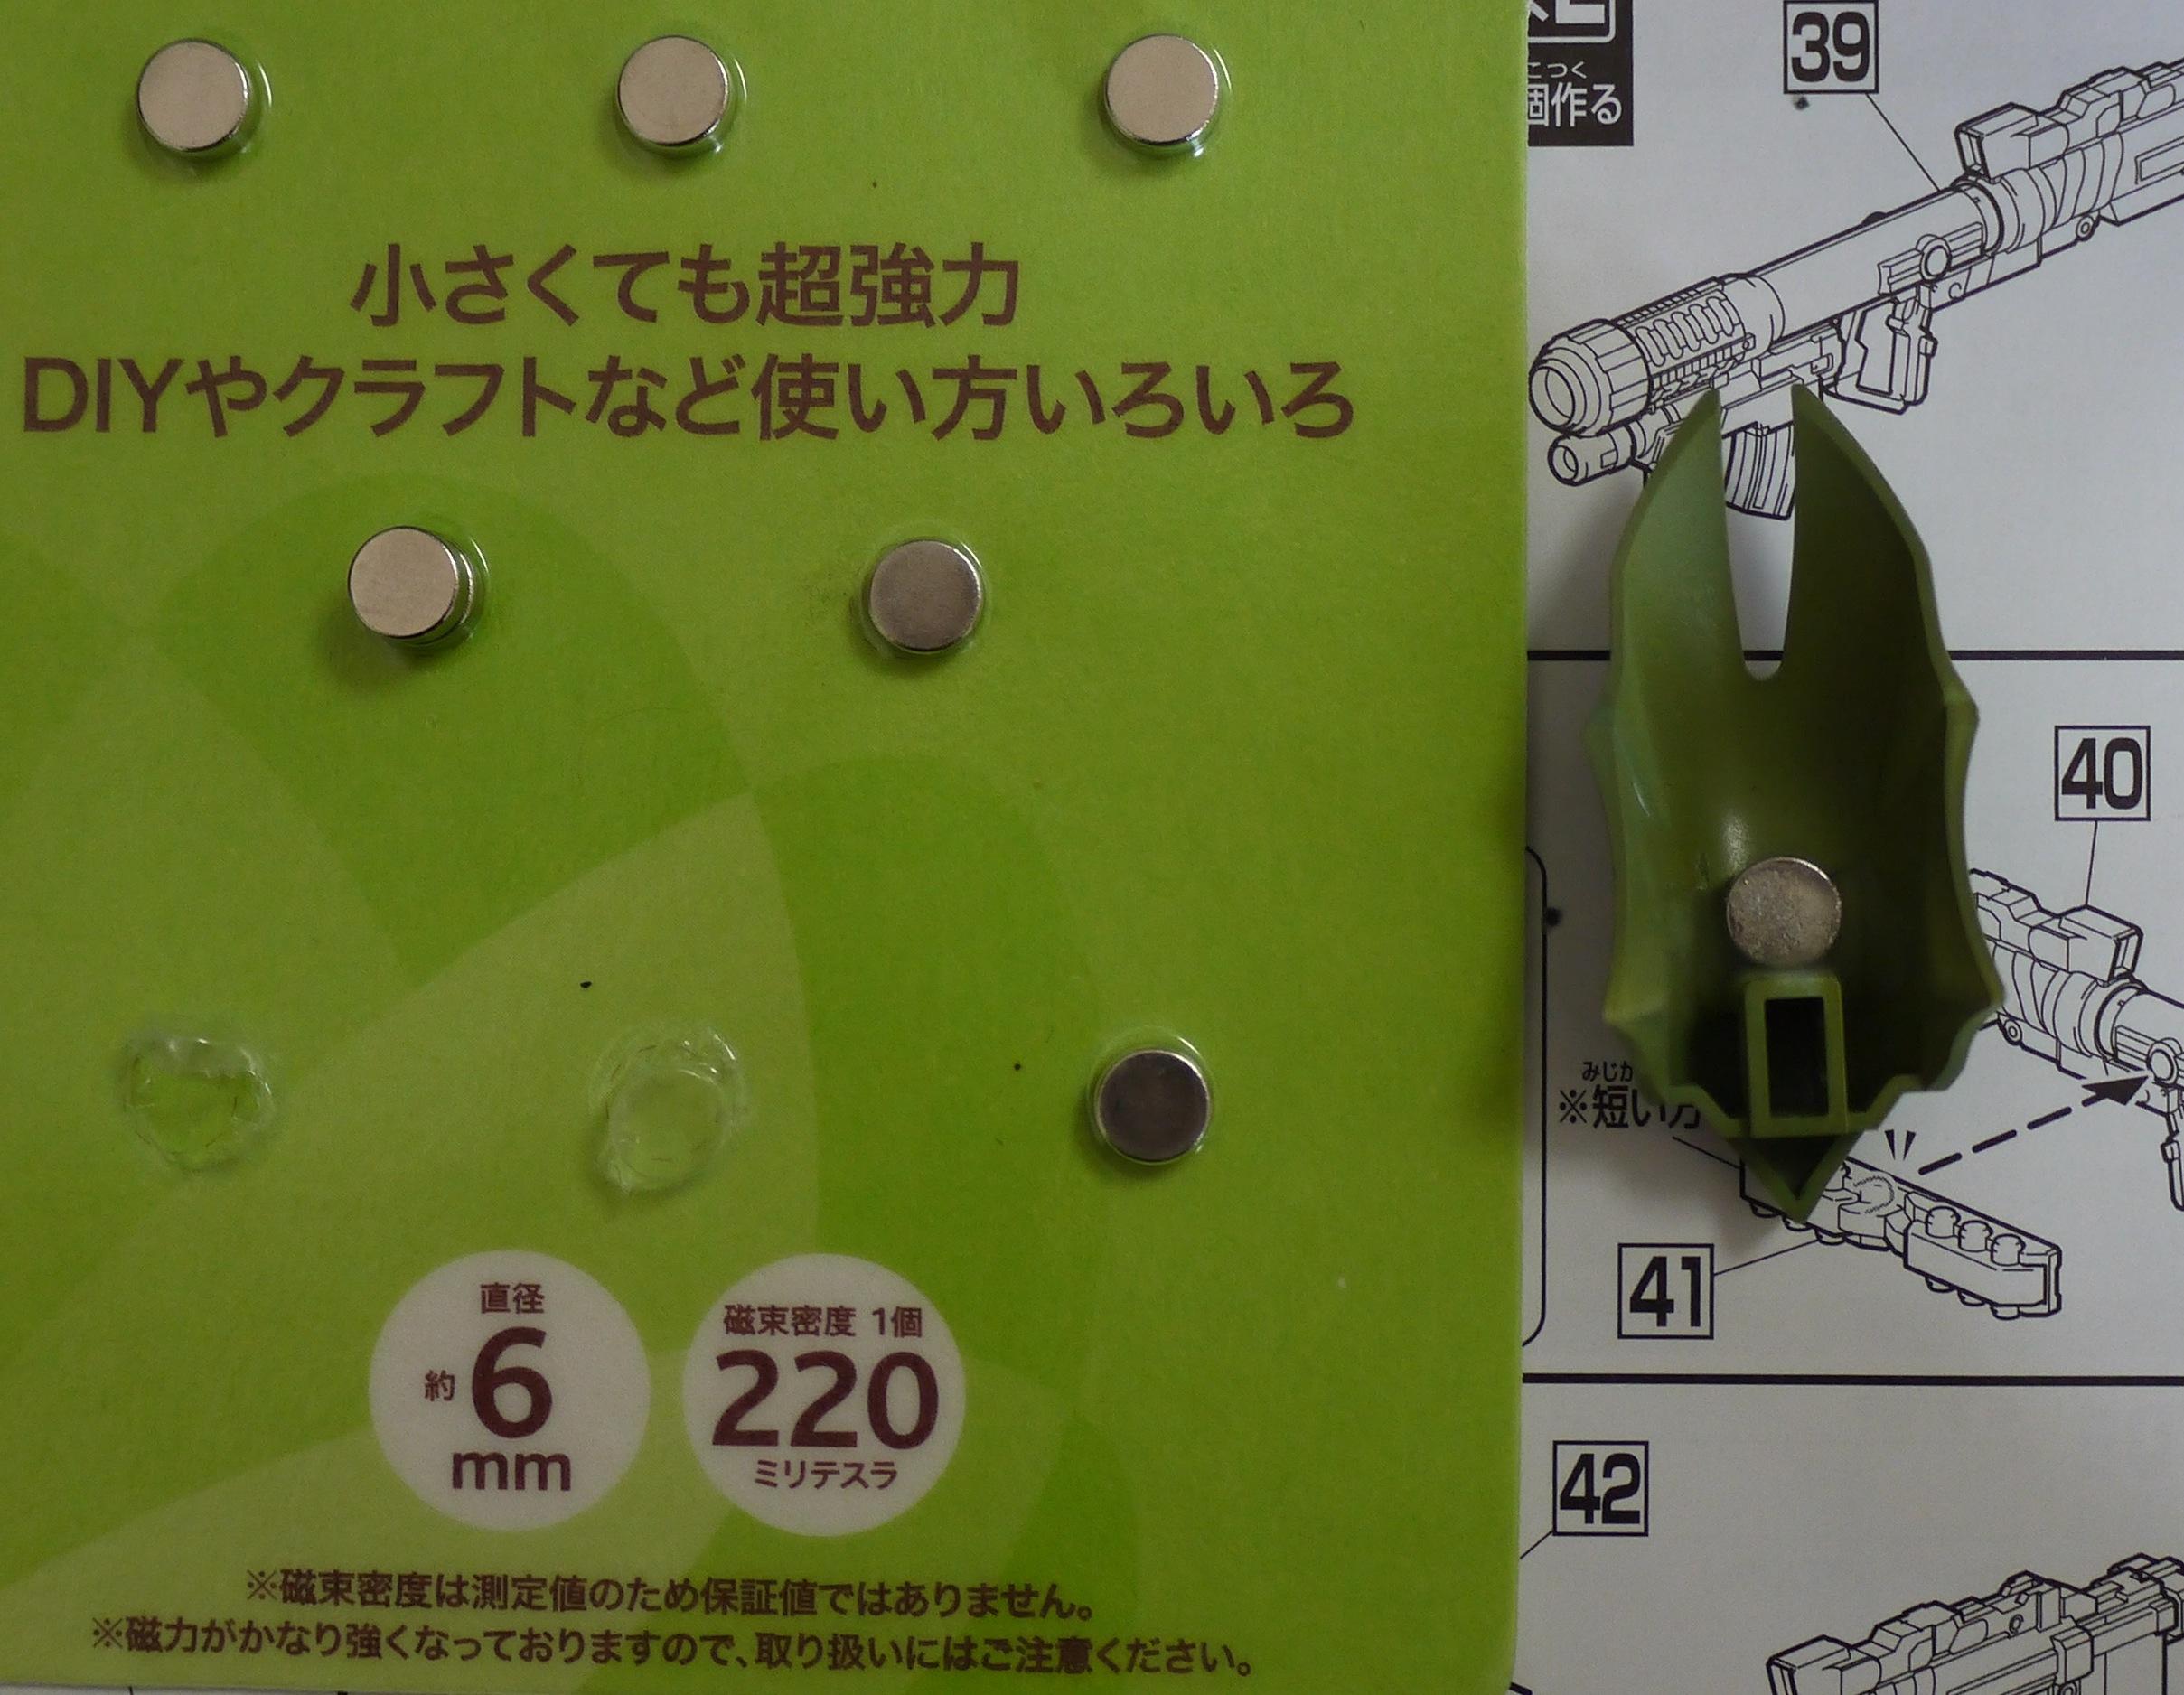 小さくても超強力
DIYやクラフトなど使い方いろいろ
直径
約6
mm
磁束密度 1個
220
ミリテスラ
※磁束密度は測定値のため保証値ではありません。
※磁力がかなり強くなっておりますので、取り扱いにはご注意ください。
こつく
個作る
39
40
みじか
※短い方
41
42